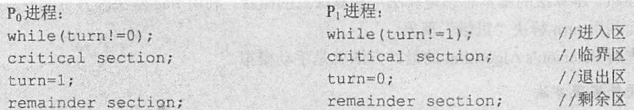 P₀进程： P₁进程：
while(turn!=0); while(turn!=1); //进入区
critical section; critical section; //临界区
turn=1; turn=0; //退出区
remainder section; remainder section; //剩余区